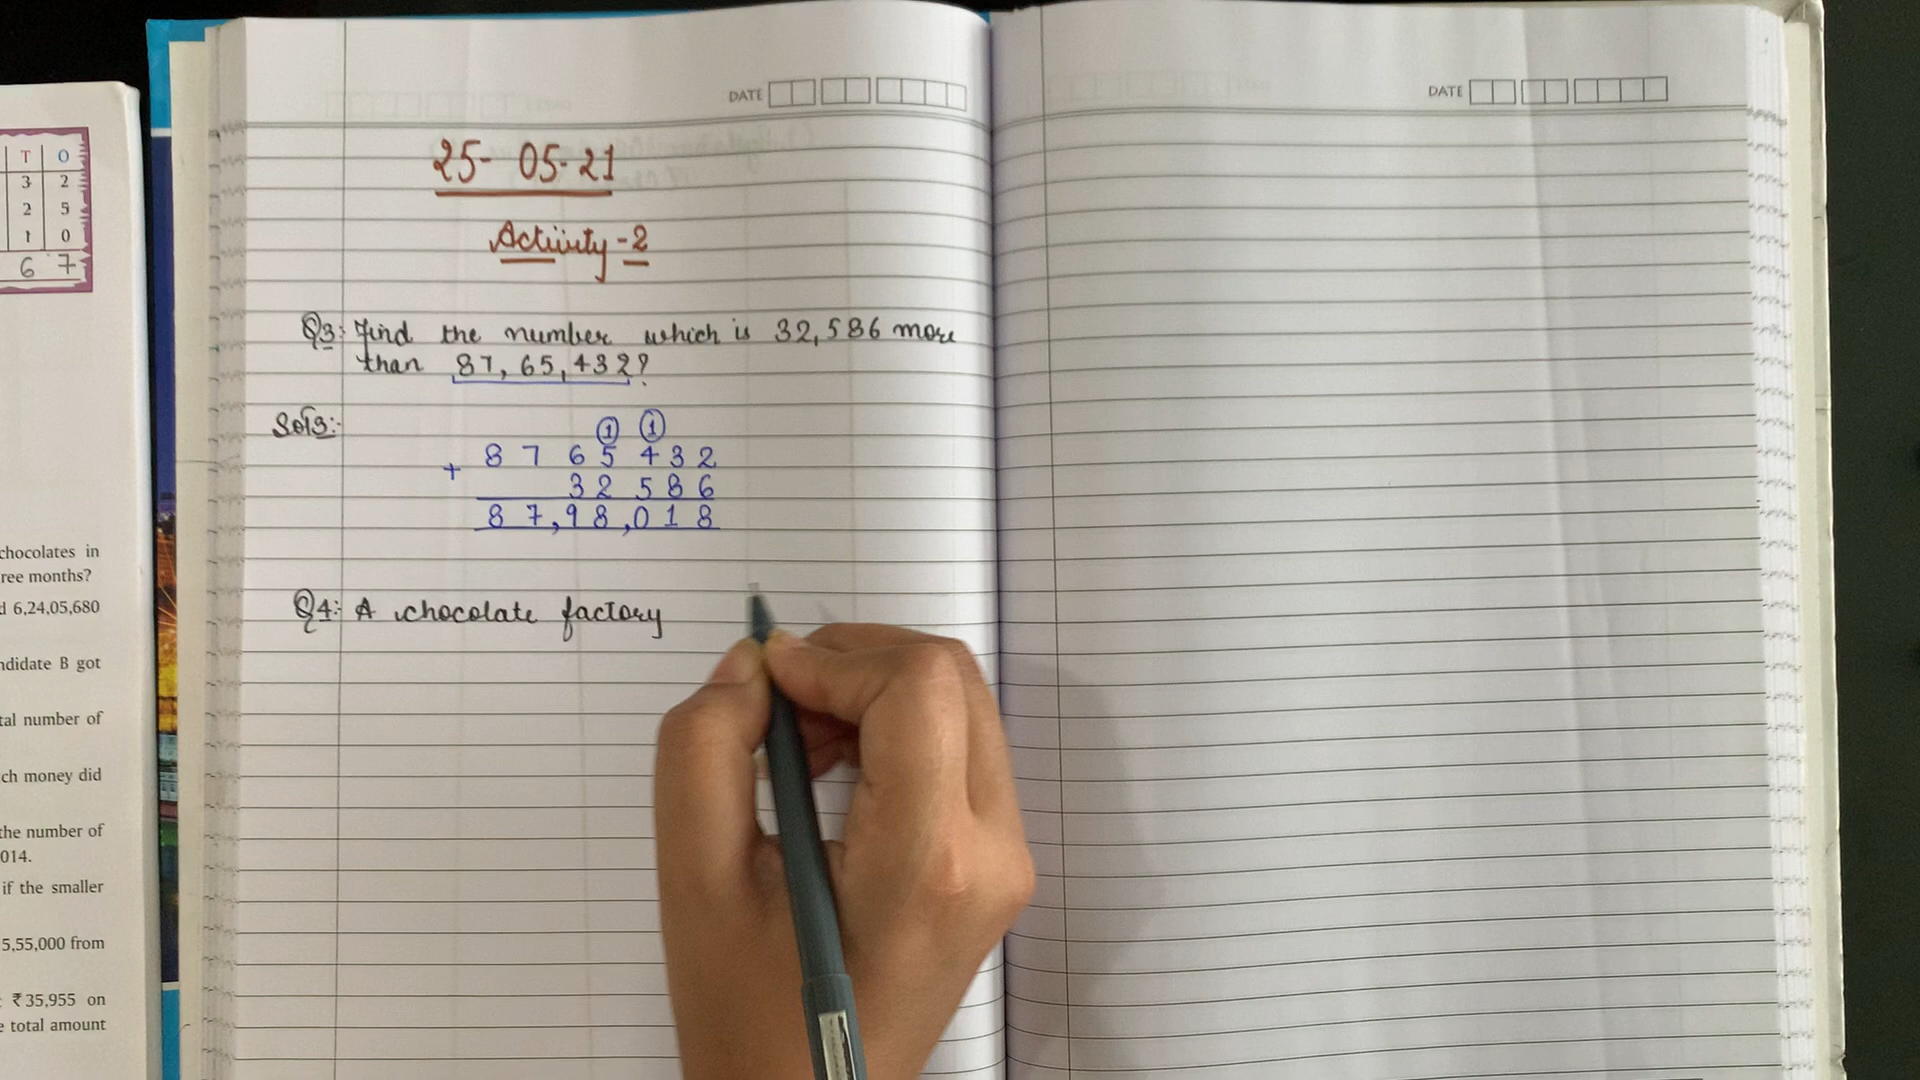 T O
3 2
2 5
1 0
6 7
chocolates in
ree months?
d 6,24,05,680
ndidate B got
tal number of
ch money did
the number of
014.
if the smaller
5,55,000 from
₹35,955 on
e total amount
DATE
25-05-21
Activity-2
Q3: Find the number which is 32,586 more
than 87,65,432?
Sol3:-
1 1
8 7 6 5 4 3 2
+ 3 2 5 8 6
8 7,9 8,0 1 8
Q4:- A chocolate factory
DATE